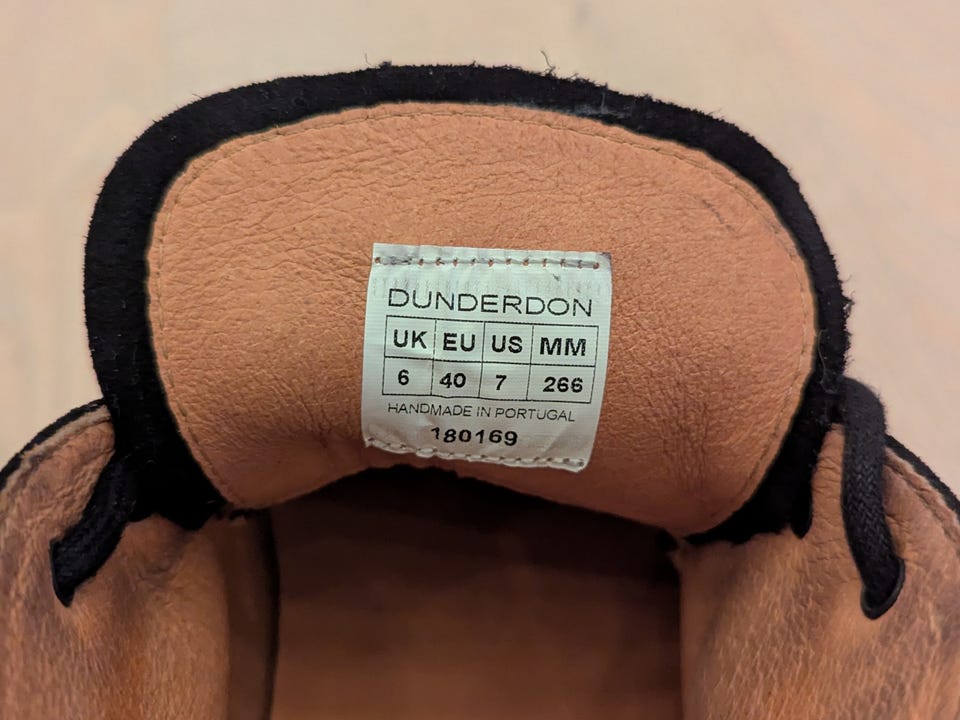 DUNDERDON
UK EU US MM
6 40 7 266
HANDMADE IN PORTUGAL
180169